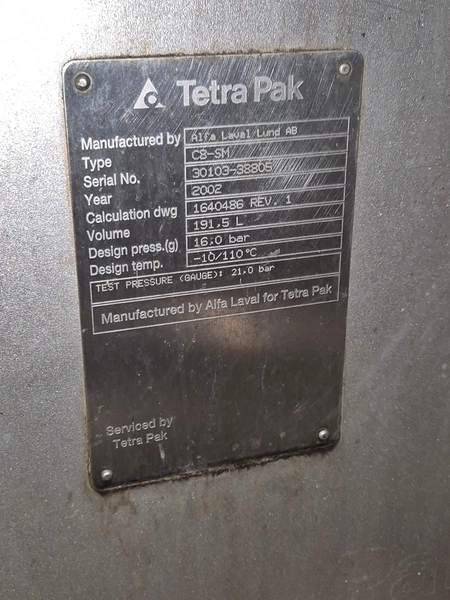 Tetra Pak
Manufactured by Alfa Laval Lund AB
Type C8-SM
Serial No. 30103-38805
Year 2002
Calculation dwg 1640486 REV. 1
Volume 191,5 L
Design press.(g) 16,0 bar
Design temp. -10/110°C
TEST PRESSURE (GAUGE): 21,0 bar
Manufactured by Alfa Laval for Tetra Pak
Serviced by
Tetra Pak